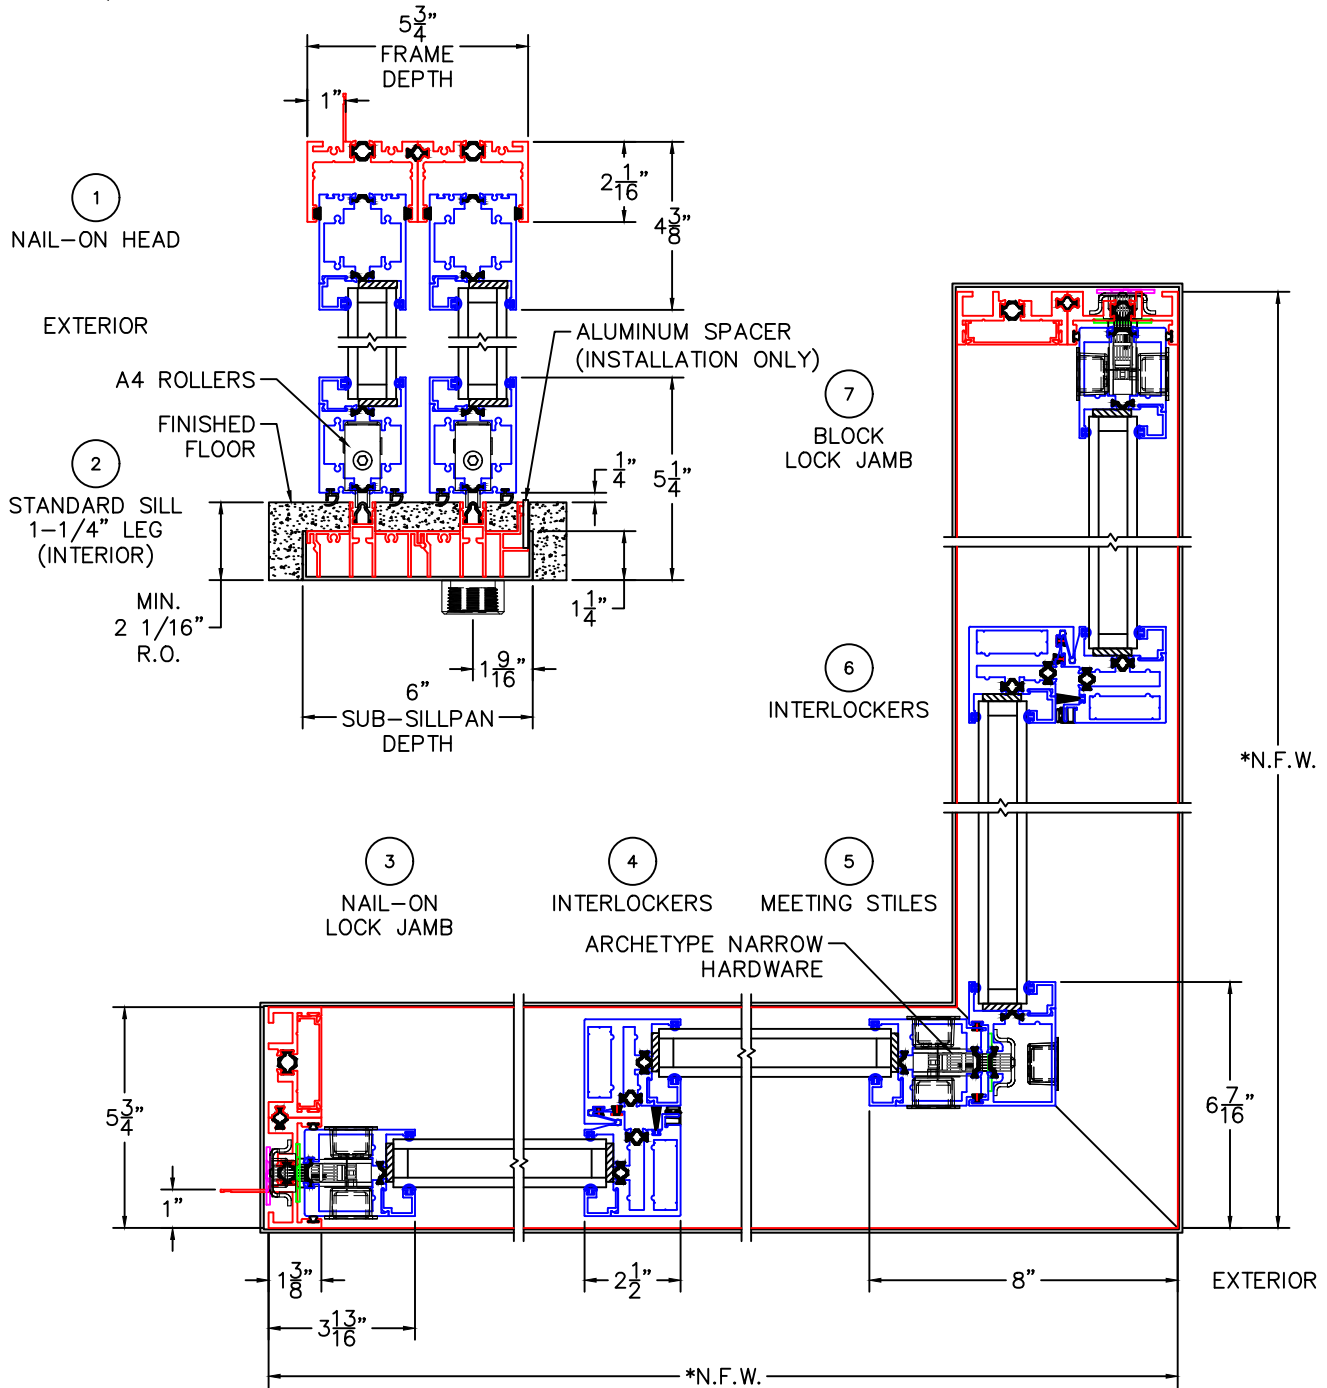 5 3/4"
FRAME
DEPTH
1"
2 1/16"
4 3/8"
1
NAIL-ON HEAD
EXTERIOR
ALUMINUM SPACER
(INSTALLATION ONLY)
A4 ROLLERS
FINISHED
FLOOR
2
STANDARD SILL
1-1/4" LEG
(INTERIOR)
1/4"
5 1/4"
7
BLOCK
LOCK JAMB
MIN.
2 1/16"
R.O.
1 1/4"
1 9/16"
6"
SUB-SILLPAN
DEPTH
6
INTERLOCKERS
*N.F.W.
3
NAIL-ON
LOCK JAMB
4
INTERLOCKERS
5
MEETING STILES
ARCHETYPE NARROW
HARDWARE
5 3/4"
1"
6 7/16"
1 3/8"
3 13/16"
2 1/2"
8"
EXTERIOR
*N.F.W.